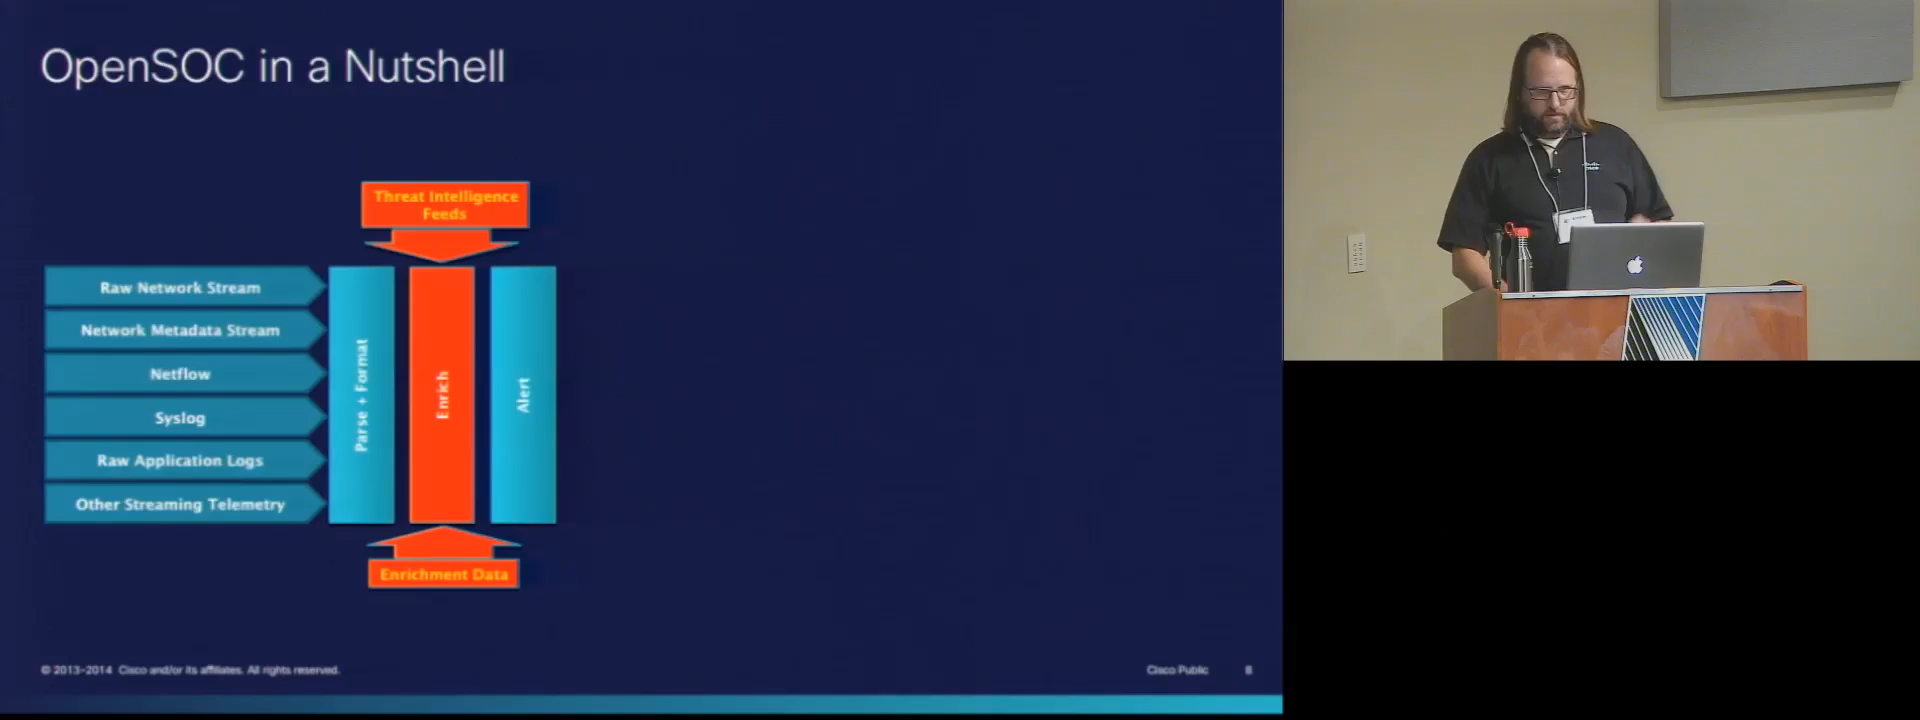 OpenSOC in a Nutshell
Threat Intelligence
Feeds
Raw Network Stream
Network Metadata Stream
Netflow
Syslog
Raw Application Logs
Other Streaming Telemetry
Parse + Format
Enrich
Alert
Enrichment Data
© 2013-2014 Cisco and/or its affiliates. All rights reserved.
Cisco Public
8